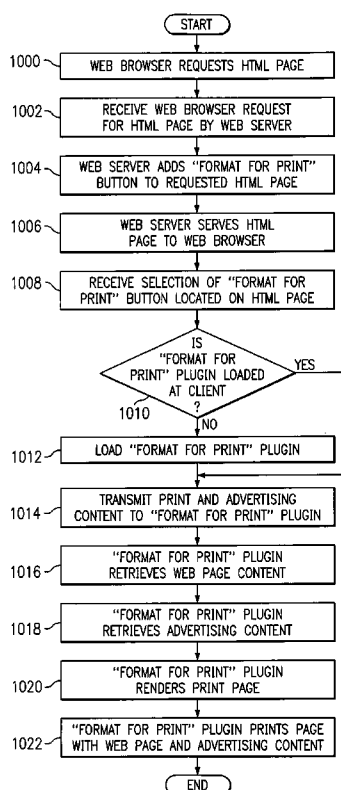 START
1000
WEB BROWSER REQUESTS HTML PAGE
1002
RECEIVE WEB BROWSER REQUEST
FOR HTML PAGE BY WEB SERVER
1004
WEB SERVER ADDS "FORMAT FOR PRINT"
BUTTON TO REQUESTED HTML PAGE
1006
WEB SERVER SERVES HTML
PAGE TO WEB BROWSER
1008
RECEIVE SELECTION OF "FORMAT FOR
PRINT" BUTTON LOCATED ON HTML PAGE
IS
"FORMAT FOR
PRINT" PLUGIN LOADED
AT CLIENT
?
YES
1010
NO
1012
LOAD "FORMAT FOR PRINT" PLUGIN
1014
TRANSMIT PRINT AND ADVERTISING
CONTENT TO "FORMAT FOR PRINT" PLUGIN
1016
"FORMAT FOR PRINT" PLUGIN
RETRIEVES WEB PAGE CONTENT
1018
"FORMAT FOR PRINT" PLUGIN
RETRIEVES ADVERTISING CONTENT
1020
"FORMAT FOR PRINT" PLUGIN
RENDERS PRINT PAGE
1022
"FORMAT FOR PRINT" PLUGIN PRINTS PAGE
WITH WEB PAGE AND ADVERTISING CONTENT
END